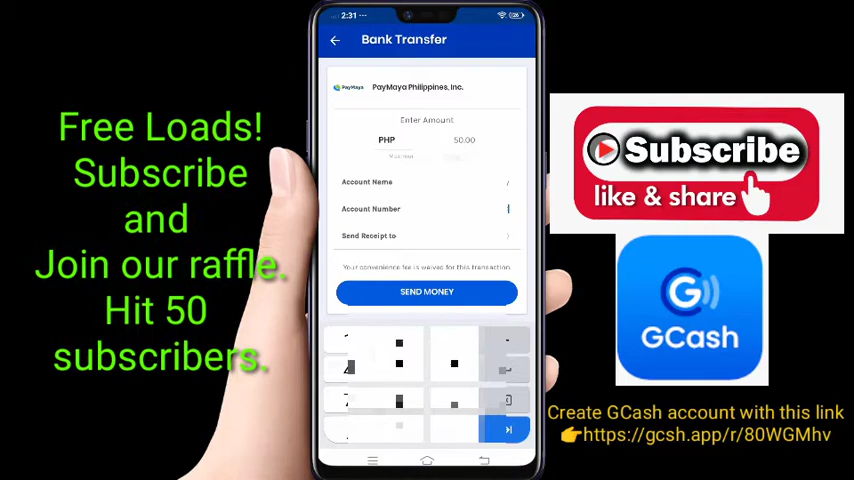 Free Loads!
Subscribe
and
Join our raffle.
Hit 50
subscribers.
2:31
Bank Transfer
PayMaya
PayMaya Philippines, Inc.
Enter Amount
PHP 50.00
Account Name
Account Number
Send Receipt to
Your convenience fee is waived for this transaction.
SEND MONEY
Subscribe
like & share
GCash
Create GCash account with this link
👉https://gcsh.app/r/80WGMhv